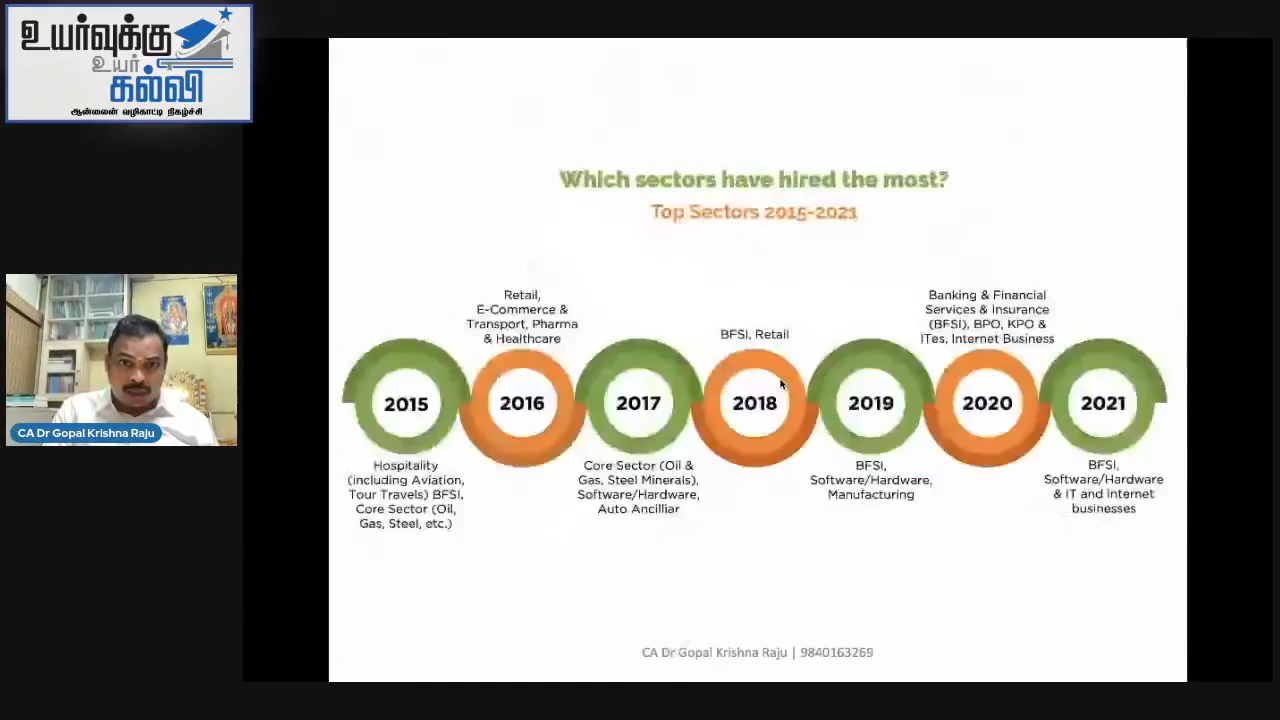 உயர்வுக்கு
உயர்
கல்வி
ஆன்லைன் வழிகாட்டி நிகழ்ச்சி
Which sectors have hired the most?
Top Sectors 2015-2021
Retail,
E-Commerce &
Transport, Pharma
& Healthcare
BFSI, Retail
Banking & Financial
Services & Insurance
(BFSI), BPO, KPO &
ITes, Internet Business
2015
2016
2017
2018
2019
2020
2021
Hospitality
(including Aviation,
Tour Travels) BFSI,
Core Sector (Oil,
Gas, Steel, etc.)
Core Sector (Oil &
Gas, Steel Minerals),
Software/Hardware,
Auto Ancilliar
BFSI,
Software/Hardware,
Manufacturing
BFSI,
Software/Hardware
& IT and Internet
businesses
CA Dr Gopal Krishna Raju
CA Dr Gopal Krishna Raju | 9840163269